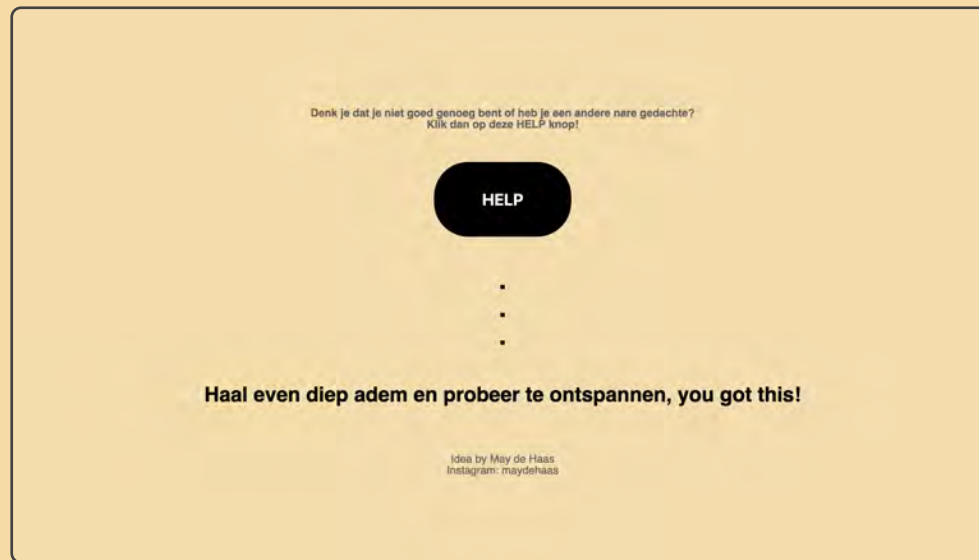 Denk je dat je niet goed genoeg bent of heb je een andere nare gedachte?
Klik dan op deze HELP knop!
HELP
.
.
.
Haal even diep adem en probeer te ontspannen, you got this!
Idea by May de Haas
Instagram: maydehaas